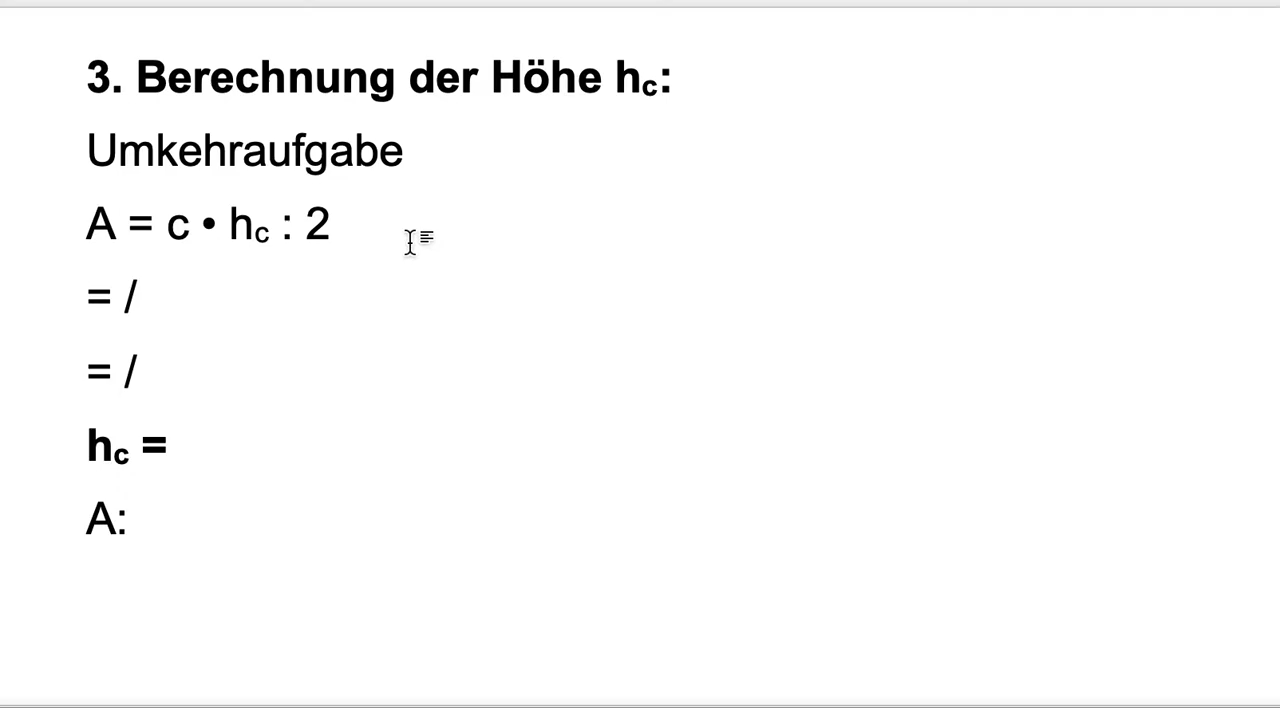 3. Berechnung der Höhe hc:
Umkehraufgabe
A = c • hc : 2
= /
= /
hc =
A: